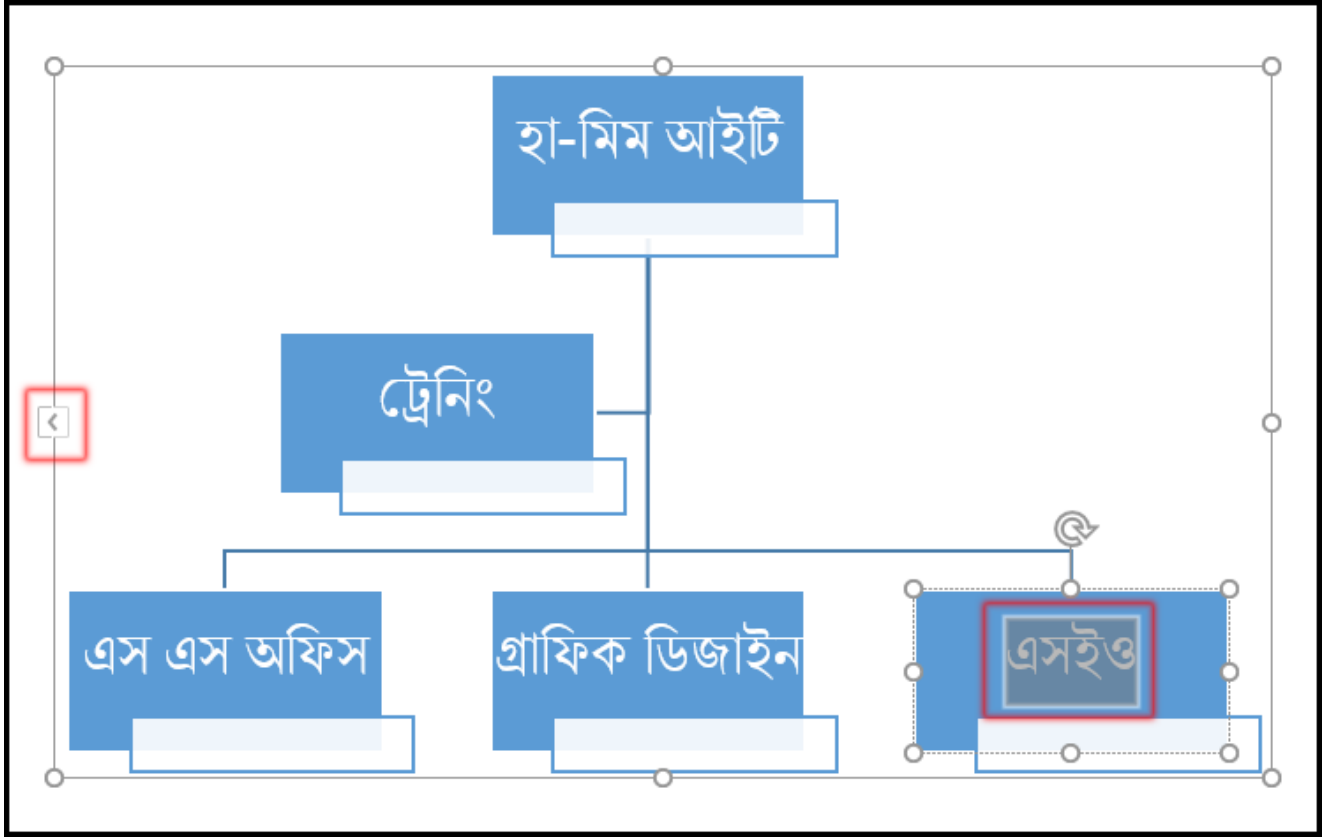 হা-মিম আইটি
ট্রেনিং
এস এস অফিস
গ্রাফিক ডিজাইন
এসইও